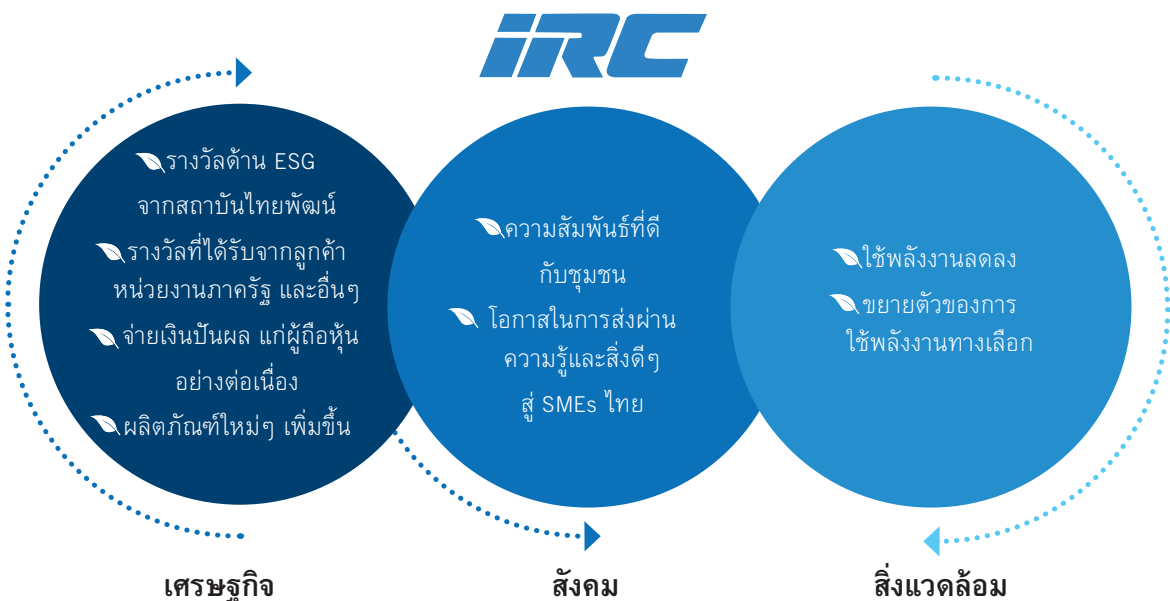 IRC
รางวัลด้าน ESG
จากสถาบันไทยพัฒน์
รางวัลที่ได้รับจากลูกค้า
หน่วยงานภาครัฐ และอื่นๆ
จ่ายเงินปันผล แก่ผู้ถือหุ้น
อย่างต่อเนื่อง
ผลิตภัณฑ์ใหม่ๆ เพิ่มขึ้น
ความสัมพันธ์ที่ดี
กับชุมชน
โอกาสในการส่งผ่าน
ความรู้และสิ่งดีๆ
สู่ SMEs ไทย
ใช้พลังงานลดลง
ขยายตัวของการ
ใช้พลังงานทางเลือก
เศรษฐกิจ
สังคม
สิ่งแวดล้อม